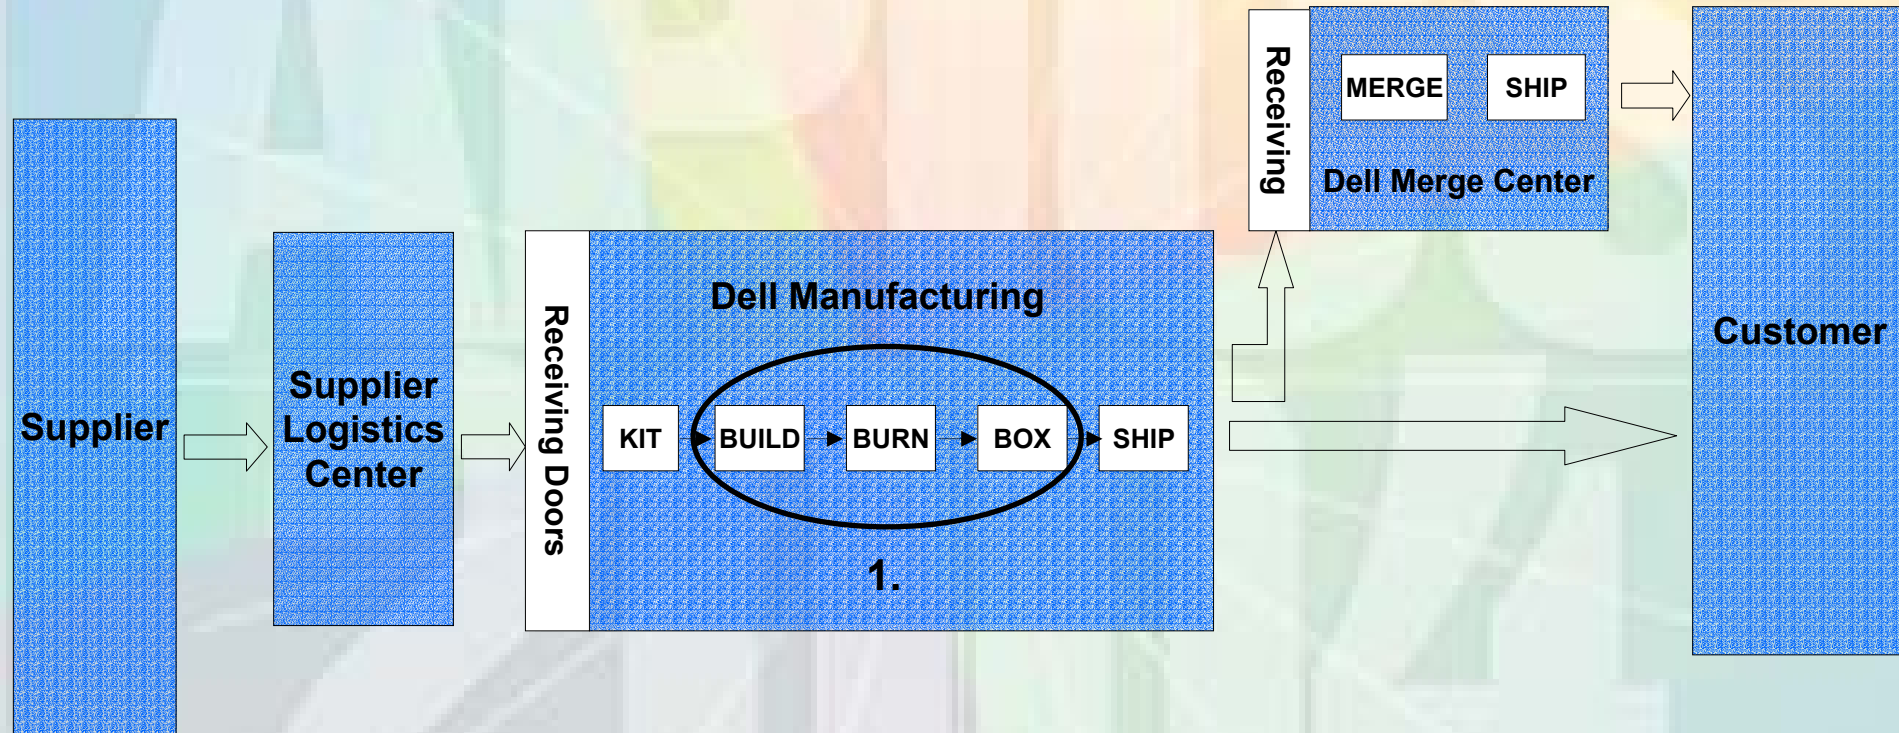 Supplier
Supplier
Logistics
Center
Receiving Doors
Dell Manufacturing
KIT
BUILD
BURN
BOX
SHIP
1.
Receiving
MERGE
SHIP
Dell Merge Center
Customer